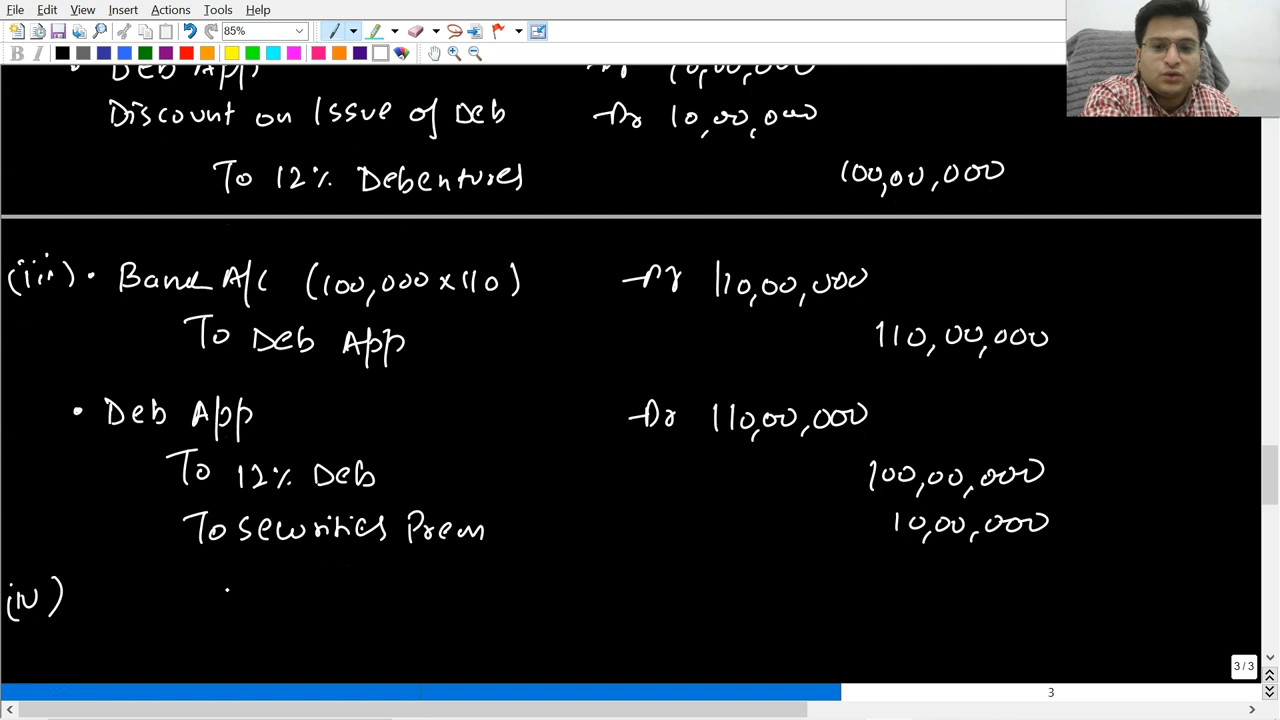 File Edit View Insert Actions Tools Help
85%
B I
• Deb App
Discount on Issue of Deb Dr 10,00,000
To 12% Debentures 100,00,000
(iii) • Bank A/C (100,000 x 110) Dr 110,00,000
To Deb App 110,00,000
• Deb App Dr 110,00,000
To 12% Deb 100,00,000
To Securities Prem 10,00,000
(iv)
3 / 3
3